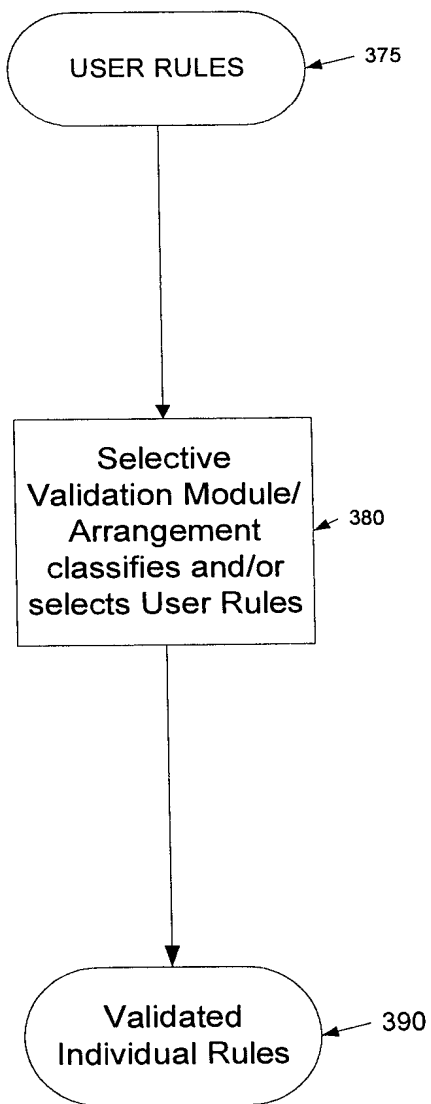 USER RULES
375
Selective
Validation Module/
Arrangement
classifies and/or
selects User Rules
380
Validated
Individual Rules
390